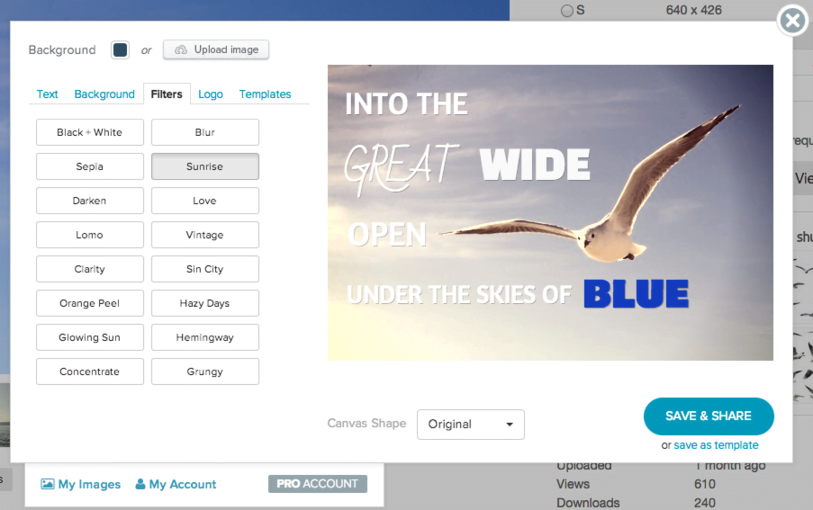 S 640 x 426
Background or Upload image
Text Background Filters Logo Templates
Black + White Blur
Sepia Sunrise
Darken Love
Lomo Vintage
Clarity Sin City
Orange Peel Hazy Days
Glowing Sun Hemingway
Concentrate Grungy
INTO THE
GREAT WIDE
OPEN
UNDER THE SKIES OF BLUE
Canvas Shape Original
SAVE & SHARE
or save as template
My Images My Account PRO ACCOUNT
Uploaded 1 month ago
Views 610
Downloads 240